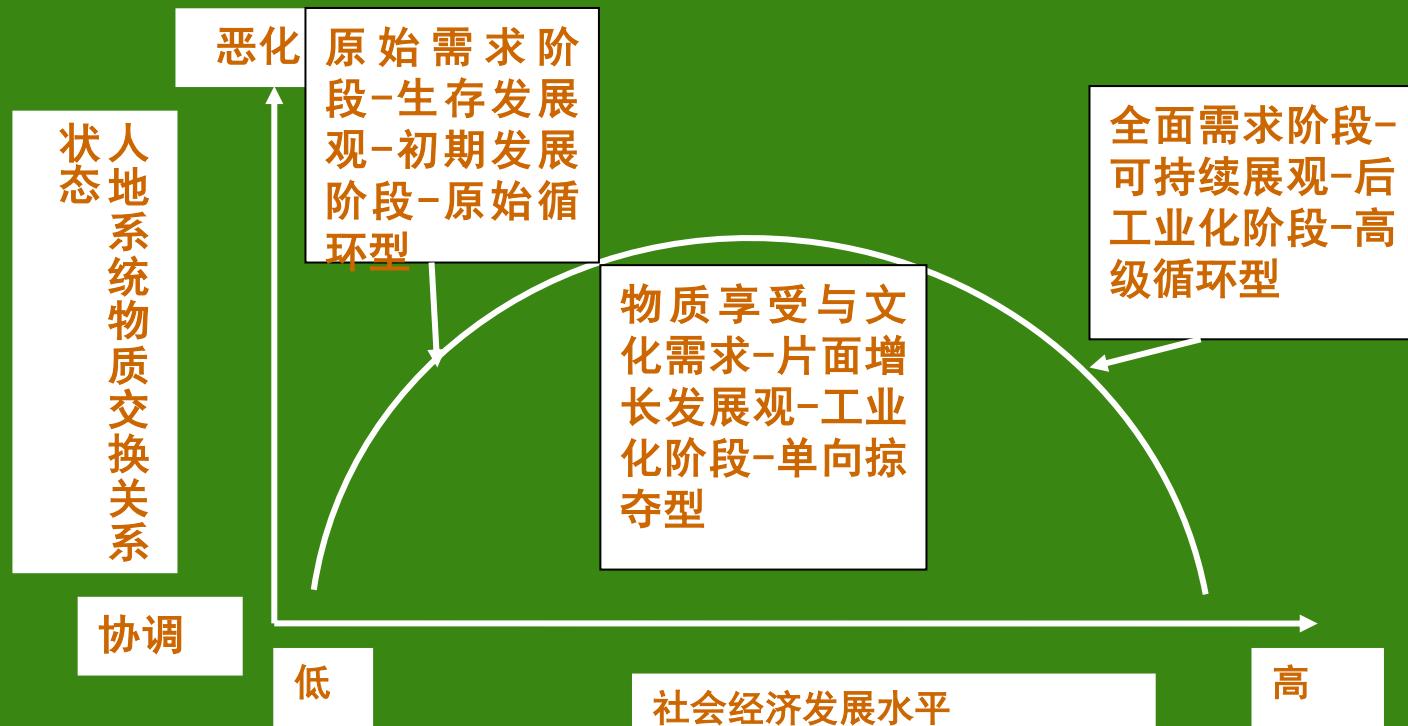 恶化
原始需求阶
段-生存发展
观-初期发展
阶段-原始循
环型
全面需求阶段-
可持续展观-后
工业化阶段-高
级循环型
人地系统物质交换关系
状态
物质享受与文
化需求-片面增
长发展观-工业
化阶段-单向掠
夺型
协调
低
高
社会经济发展水平